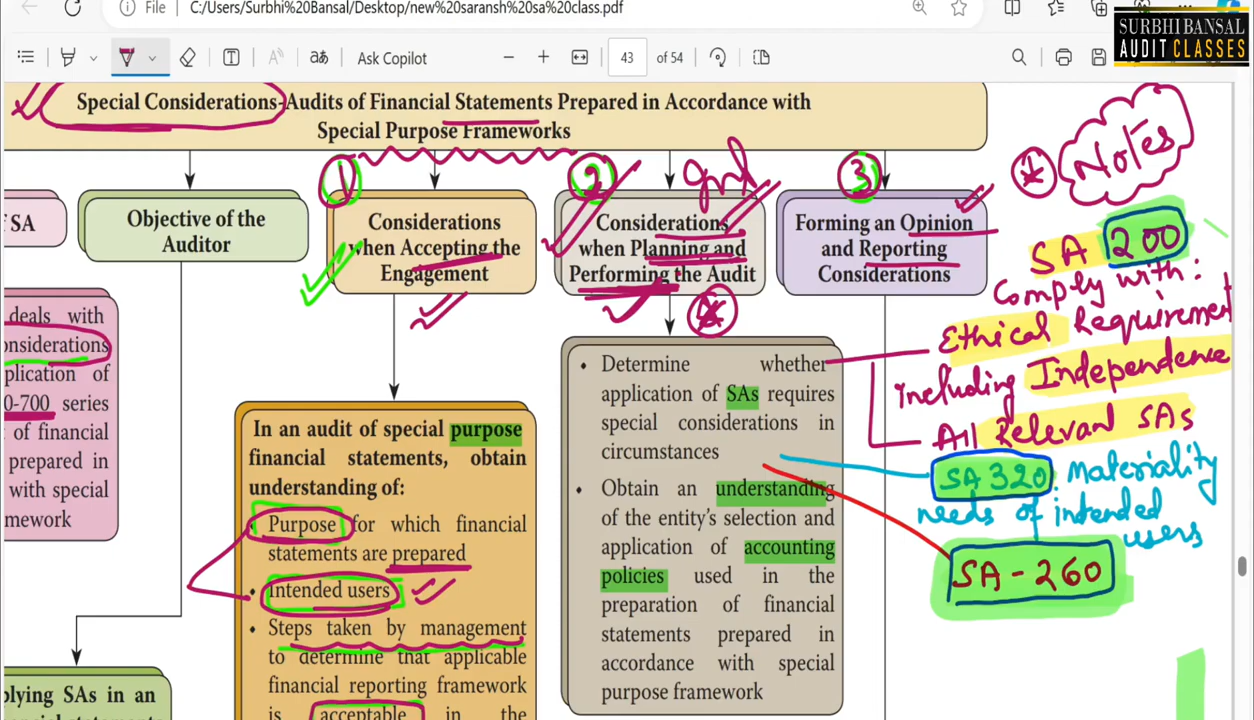 File
C:/Users/Surbhi%20Bansal/Desktop/new%20saransh%20sa%20class.pdf
SURBHI BANSAL
AUDIT CLASSES
Ask Copilot
43
of 54
Special Considerations-Audits of Financial Statements Prepared in Accordance with
Special Purpose Frameworks
of SA
Objective of the
Auditor
1
Considerations
when Accepting the
Engagement
2
Considerations
when Planning and
Performing the Audit
3
Forming an Opinion
and Reporting
Considerations
Notes
SA 200
Comply with:
Ethical Requirement
Including Independence
All Relevant SAs
SA 320 materiality
needs of intended
users
SA-260
deals with
onsiderations
plication of
0-700 series
of financial
prepared in
with special
mework
In an audit of special purpose
financial statements, obtain
understanding of:
Purpose for which financial
statements are prepared
• Intended users
• Steps taken by management
to determine that applicable
financial reporting framework
is acceptable in the
• Determine whether
application of SAs requires
special considerations in
circumstances
• Obtain an understanding
of the entity's selection and
application of accounting
policies used in the
preparation of financial
statements prepared in
accordance with special
purpose framework
plying SAs in an